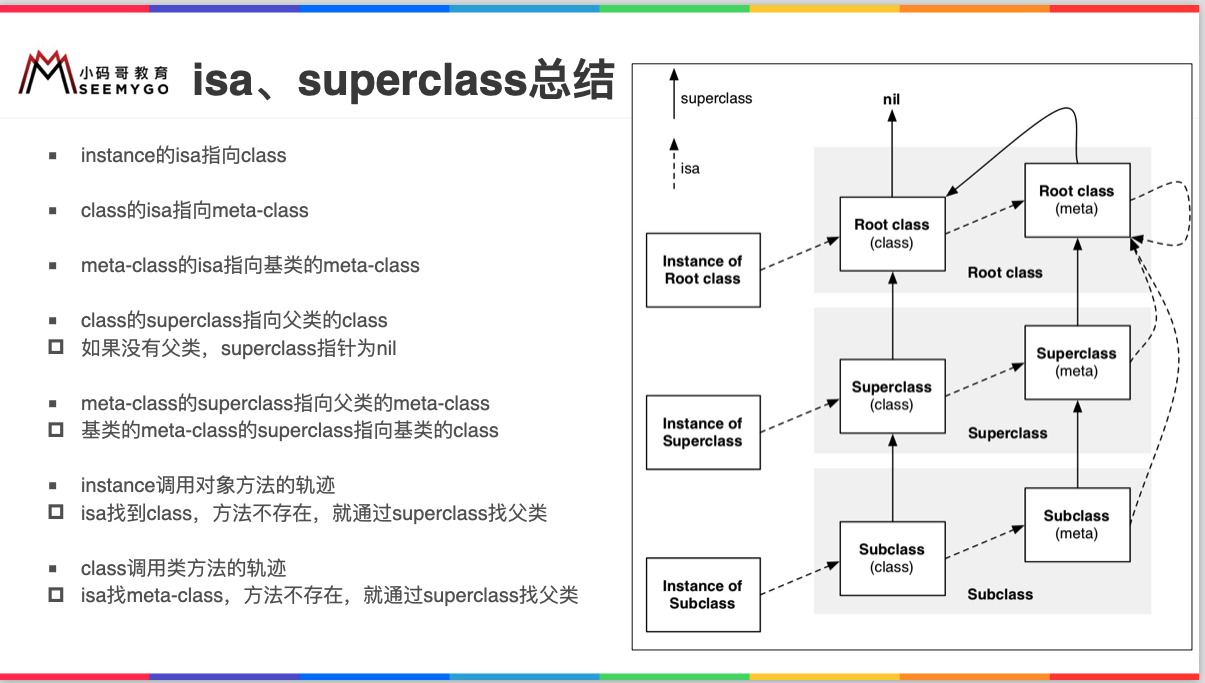 小码哥教育
SEEMYGO
isa、superclass总结
instance的isa指向class
class的isa指向meta-class
meta-class的isa指向基类的meta-class
class的superclass指向父类的class
如果没有父类，superclass指针为nil
meta-class的superclass指向父类的meta-class
基类的meta-class的superclass指向基类的class
instance调用对象方法的轨迹
isa找到class，方法不存在，就通过superclass找父类
class调用类方法的轨迹
isa找meta-class，方法不存在，就通过superclass找父类
superclass
isa
nil
Instance of
Root class
Root class
(class)
Root class
(meta)
Root class
Instance of
Superclass
Superclass
(class)
Superclass
(meta)
Superclass
Instance of
Subclass
Subclass
(class)
Subclass
(meta)
Subclass